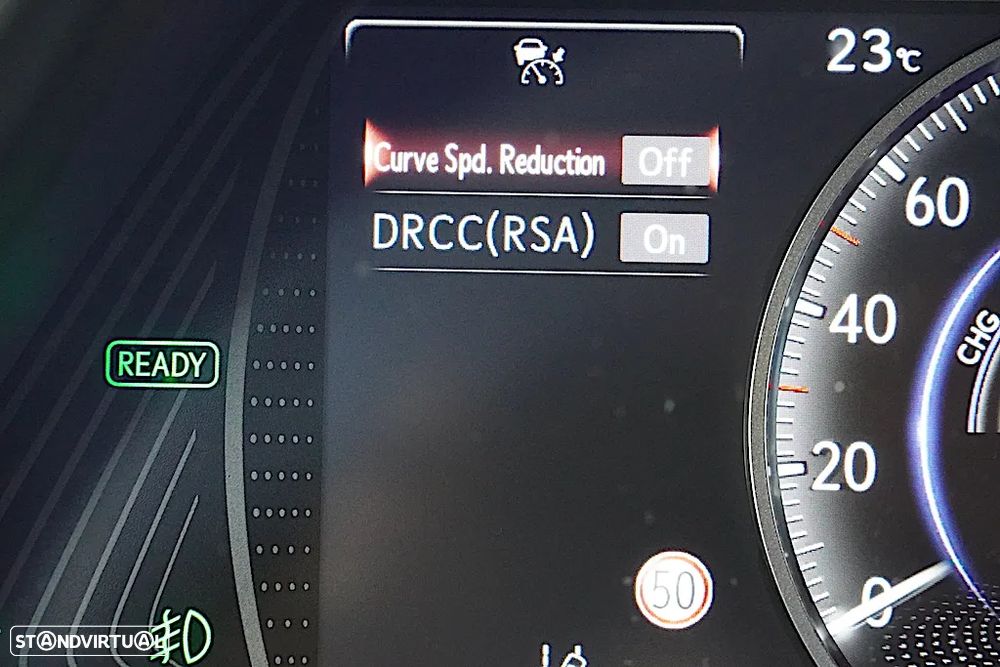 23°C
Curve Spd. Reduction Off
DRCC(RSA) On
60
40
CHG
READY
20
50
0
STANDVIRTUAL